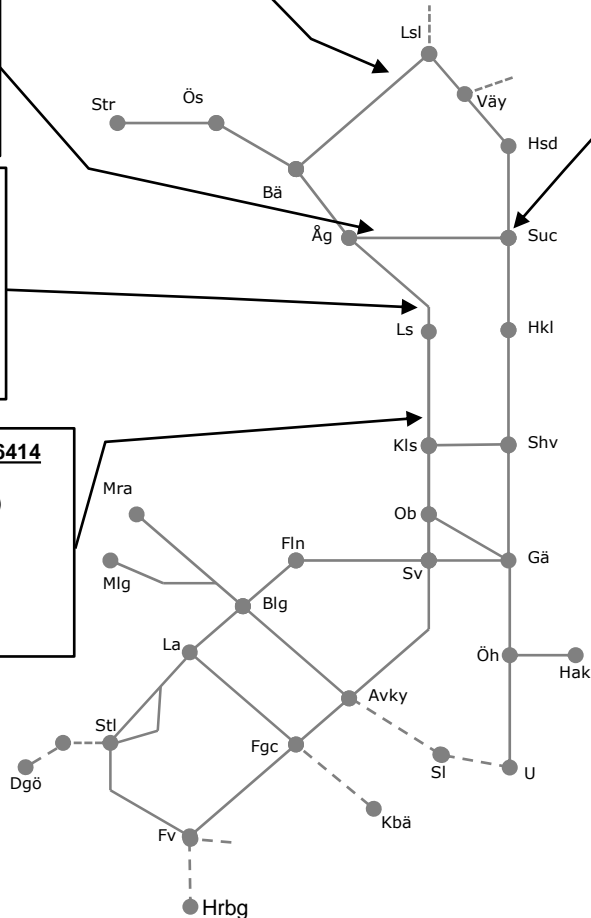 Lsl
Väy
Str
Ös
Hsd
Bä
Åg
Suc
Ls
Hkl
6414
Kls
Shv
Mra
Ob
Fln
Gä
Mlg
Sv
Blg
La
Öh
Hak
Avky
Stl
Fgc
Sl
U
Dgö
Kbä
Fv
Hrbg